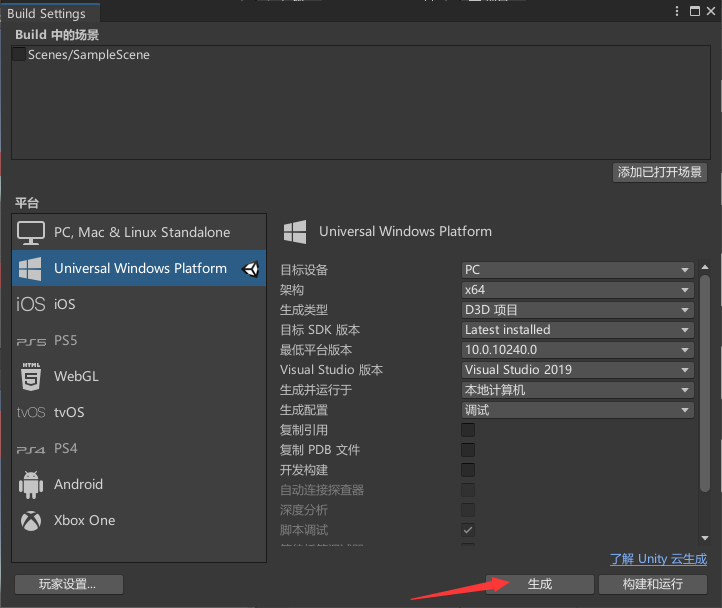 Build Settings
Build 中的场景
Scenes/SampleScene
添加已打开场景
平台
PC, Mac & Linux Standalone
Universal Windows Platform
iOS iOS
PS5 PS5
HTML 5 WebGL
tvOS tvOS
PS4 PS4
Android
Xbox One
Universal Windows Platform
目标设备 PC
架构 x64
生成类型 D3D 项目
目标 SDK 版本 Latest installed
最低平台版本 10.0.10240.0
Visual Studio 版本 Visual Studio 2019
生成并运行于 本地计算机
生成配置 调试
复制引用
复制 PDB 文件
开发构建
自动连接探查器
深度分析
脚本调试
了解 Unity 云生成
玩家设置...
生成
构建和运行